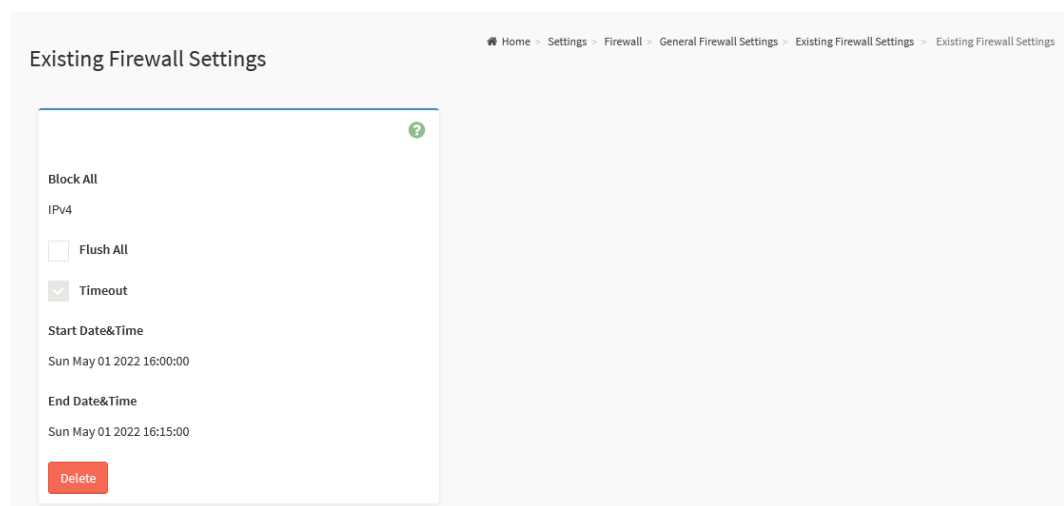 Home > Settings > Firewall > General Firewall Settings > Existing Firewall Settings > Existing Firewall Settings
Existing Firewall Settings
?
Block All
IPv4
Flush All
Timeout
Start Date&Time
Sun May 01 2022 16:00:00
End Date&Time
Sun May 01 2022 16:15:00
Delete